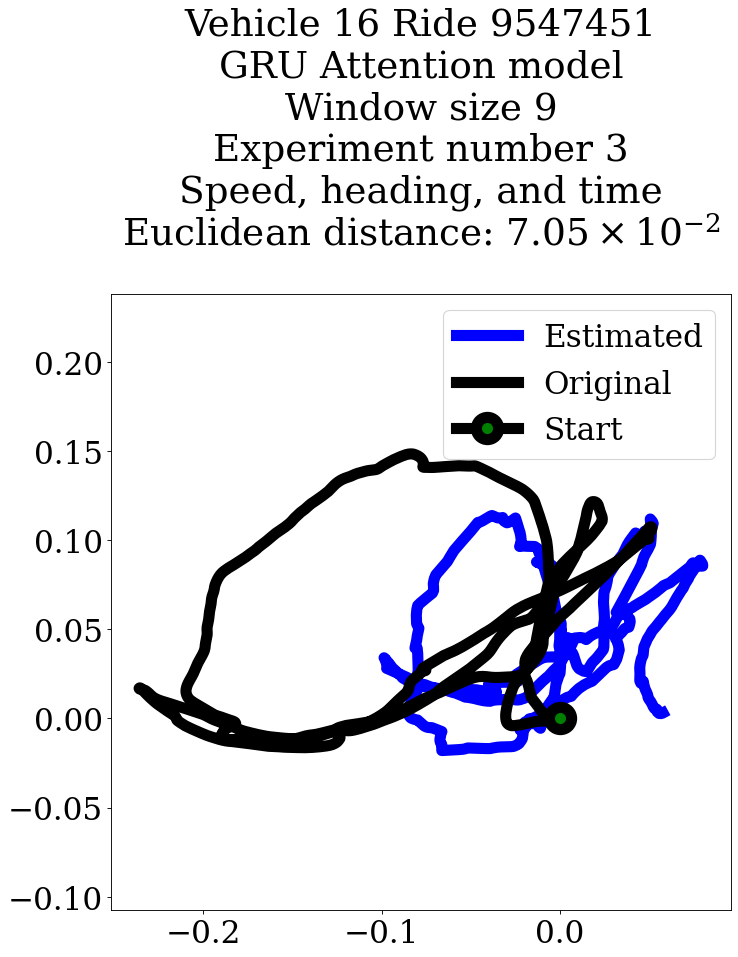 Vehicle 16 Ride 9547451
GRU Attention model
Window size 9
Experiment number 3
Speed, heading, and time
Euclidean distance: 7.05 × 10⁻²
Estimated
Original
Start
0.20
0.15
0.10
0.05
0.00
−0.05
−0.10
−0.2 −0.1 0.0